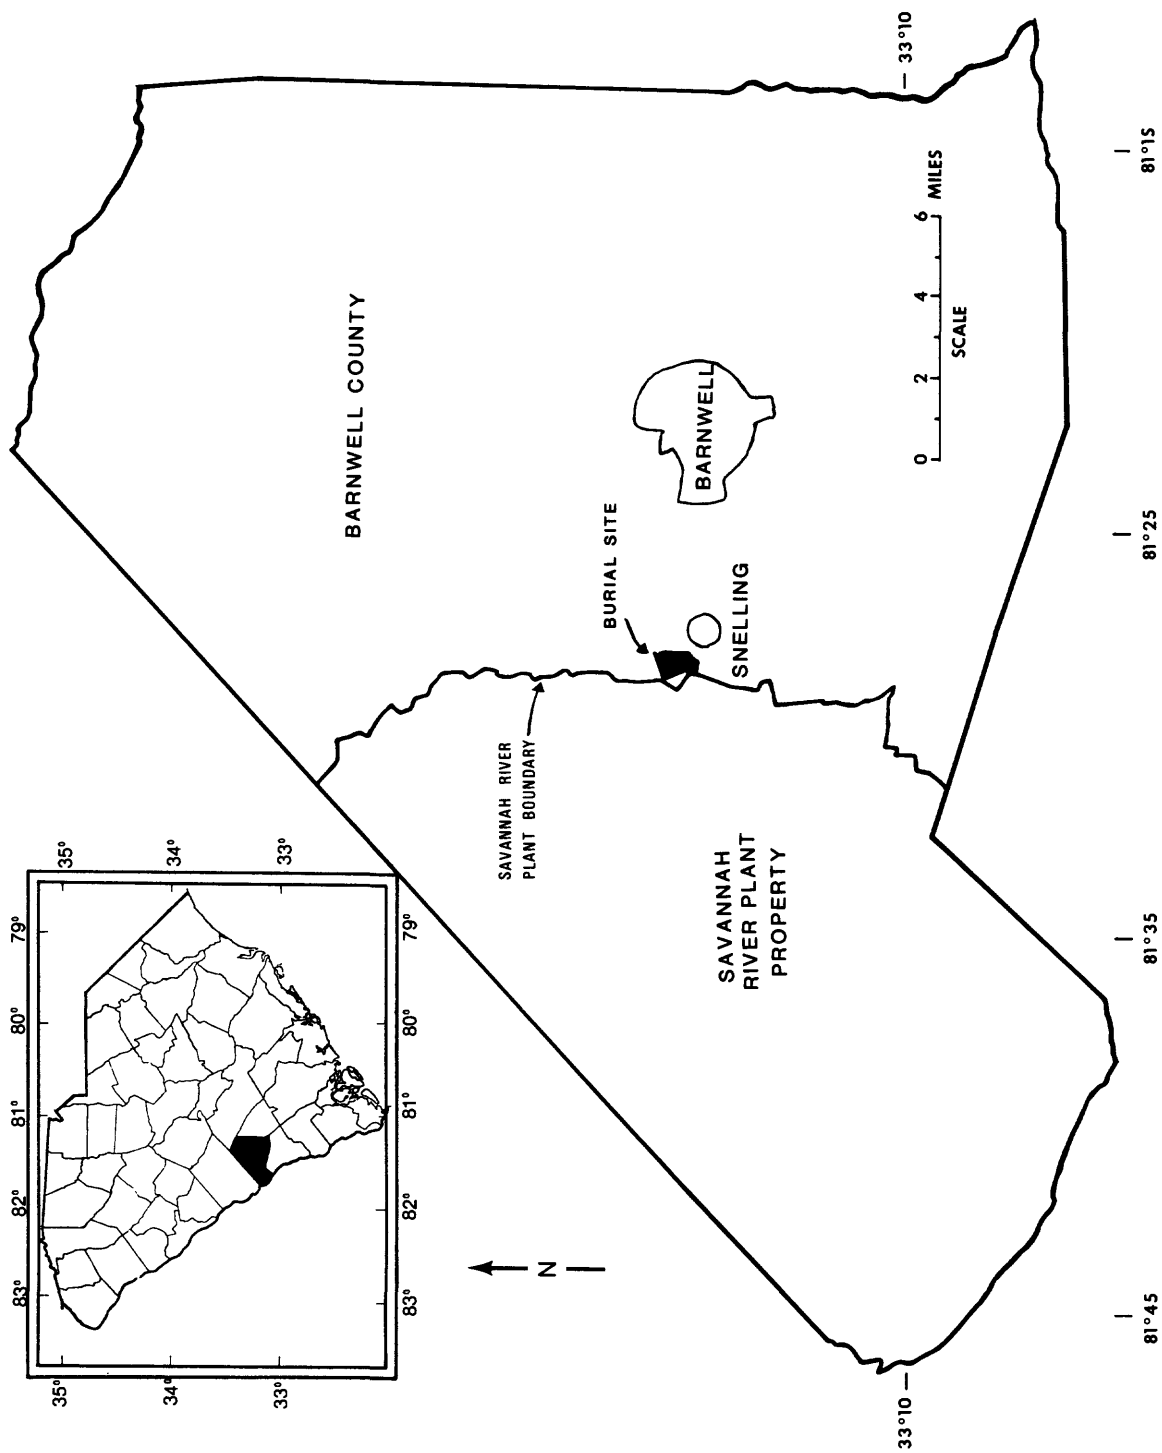 83° 82° 81° 80° 79°
35° 35°
34° 34°
33° 33°
83° 82° 81° 80° 79°
BARNWELL COUNTY
N
SAVANNAH RIVER
PLANT BOUNDARY
BURIAL SITE
BARNWELL
SNELLING
SAVANNAH
RIVER PLANT
PROPERTY
33°10 33°10
0 2 4 6 MILES
SCALE
81°45 81°35 81°25 81°15